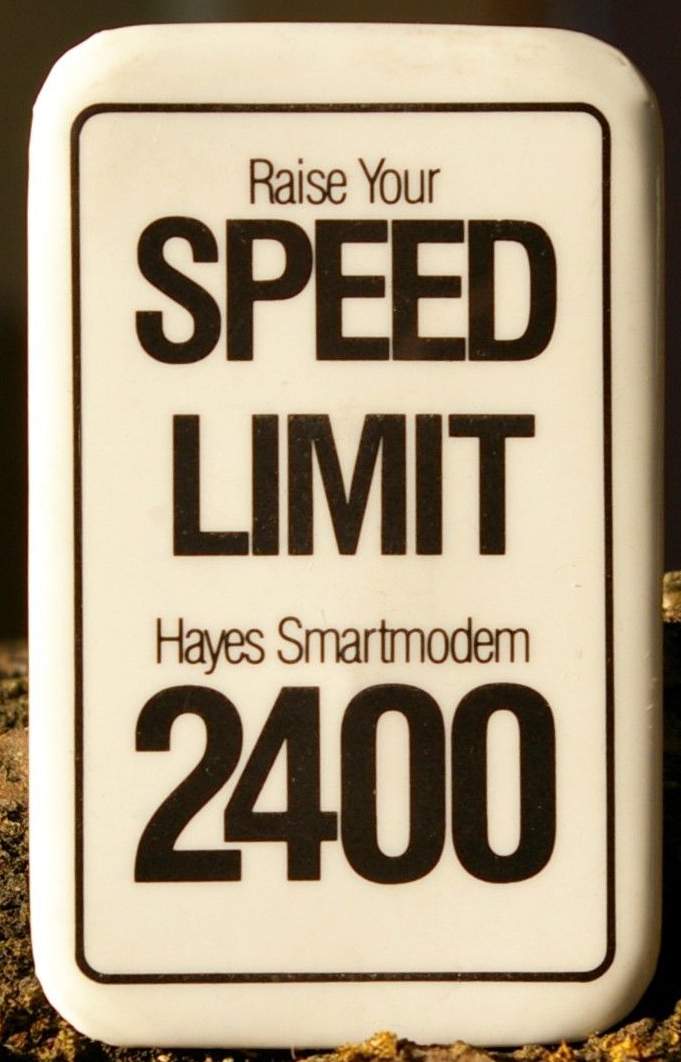 Raise Your
SPEED
LIMIT
Hayes Smartmodem
2400